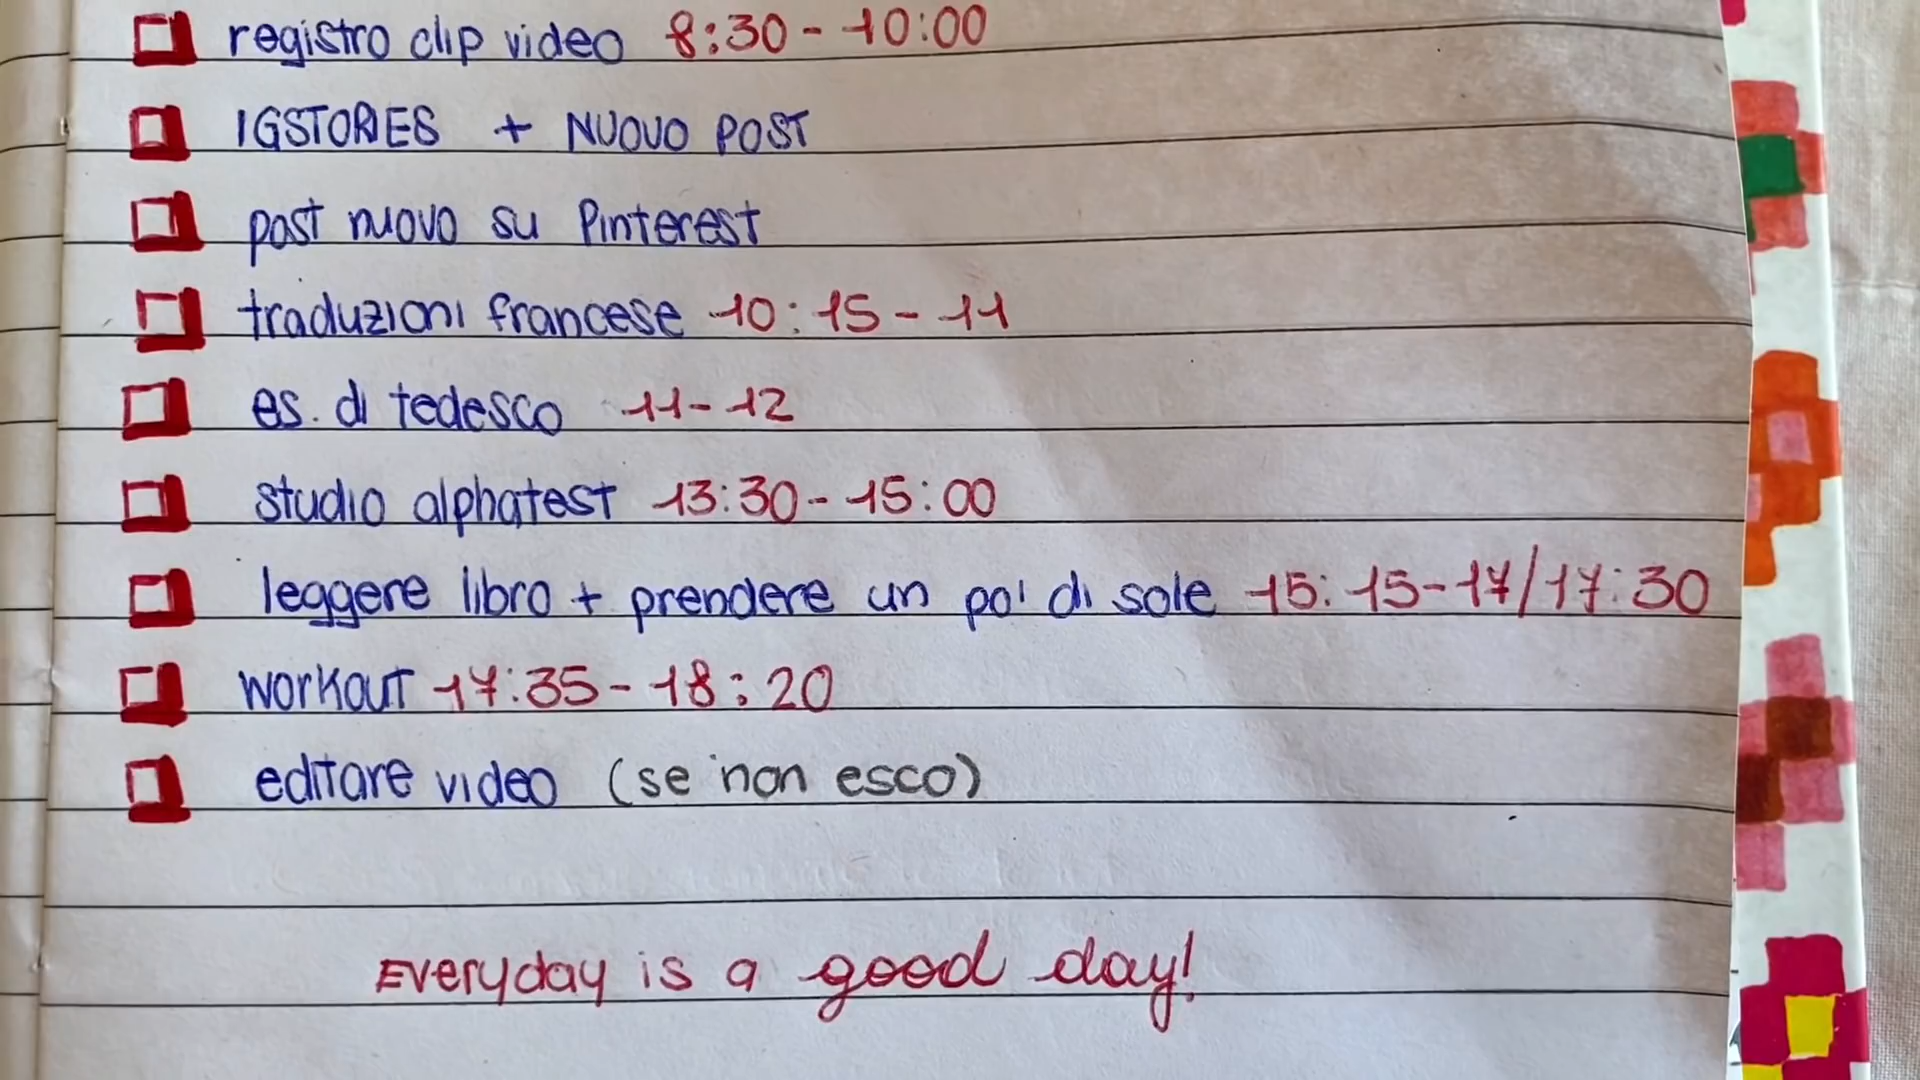 registro clip video 8:30-10:00
IGSTORIES + NUOVO POST
post nuovo su Pinterest
traduzioni francese 10:15-11
es. di tedesco 11-12
studio alphatest 13:30-15:00
leggere libro + prendere un po' di sole 15:15-17/17:30
workout 17:35-18:20
editare video (se non esco)
Everyday is a good day!